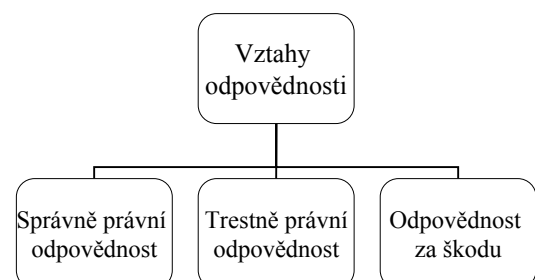 Vztahy
odpovědnosti
Správně právní
odpovědnost
Trestně právní
odpovědnost
Odpovědnost
za škodu